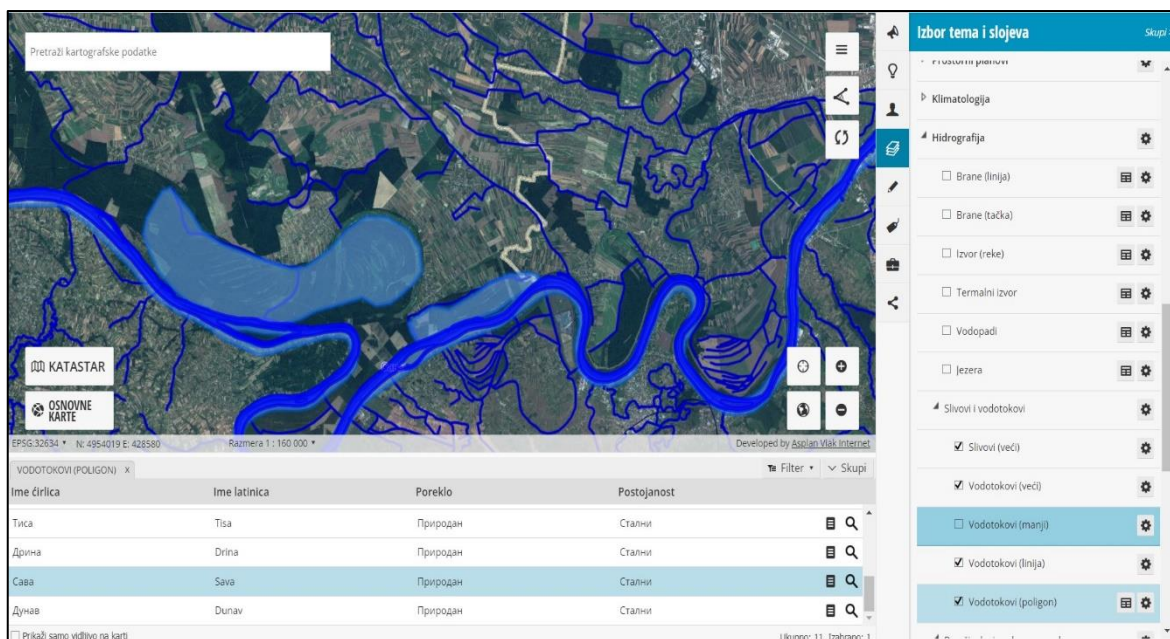 Pretraži kartografske podatke
KATASTAR
OSNOVNE
KARTE
EPSG:32634 N: 4954019 E: 428580 Razmera 1 : 160 000 Developed by Asplan Viak Internet
VODOTOKOVI (POLIGON) x Filter Skupi
Ime ćirlica Ime latinica Poreklo Postojanost
Тиса Tisa Природан Стални
Дрина Drina Природан Стални
Сава Sava Природан Стални
Дунав Dunav Природан Стални
Prikaži samo vidljivo na karti Ukupno: 11, Izabrano: 1
Izbor tema i slojeva Skupi
Prostorni planovi
Klimatologija
Hidrografija
Brane (linija)
Brane (tačka)
Izvor (reke)
Termalni izvor
Vodopadi
Jezera
Slivovi i vodotokovi
Slivovi (veći)
Vodotokovi (veći)
Vodotokovi (manji)
Vodotokovi (linija)
Vodotokovi (poligon)